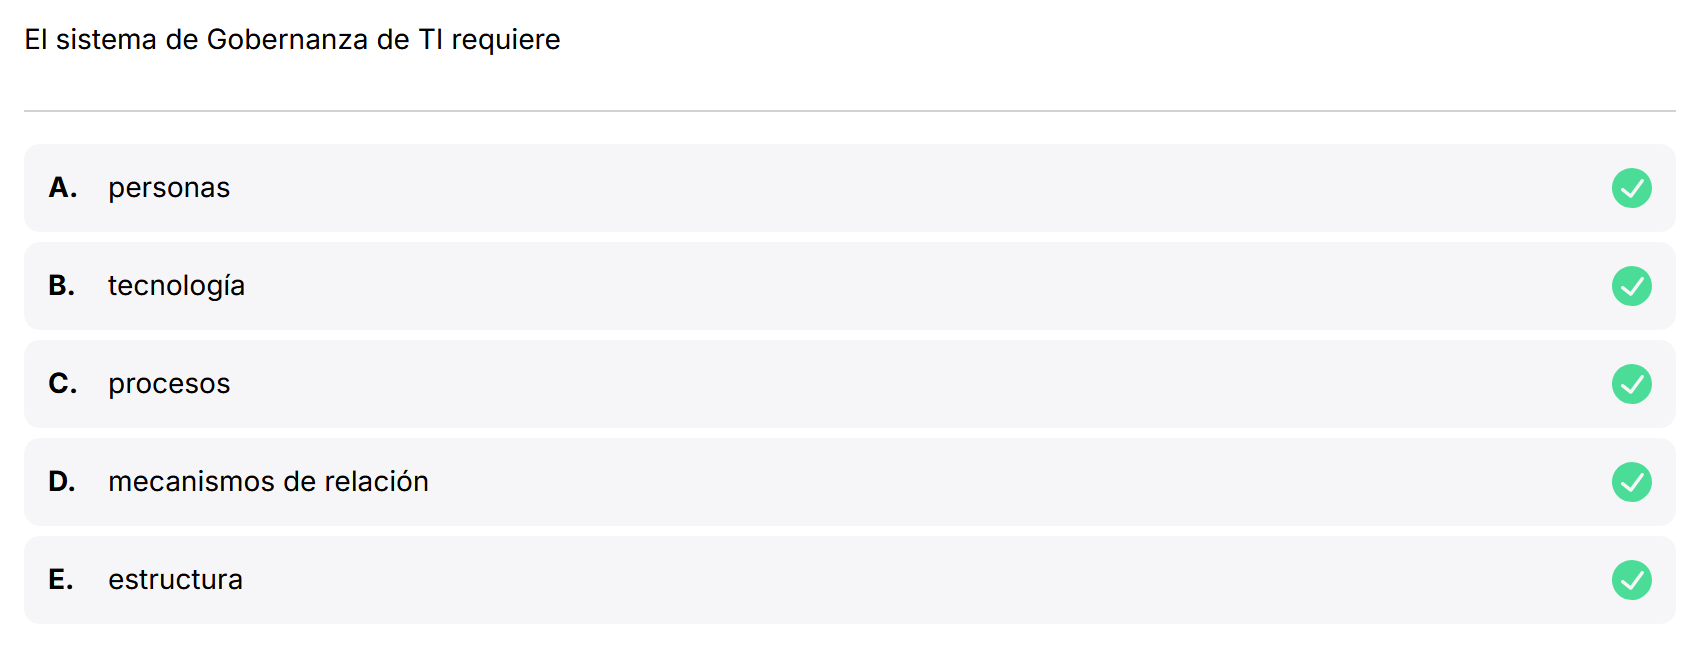 El sistema de Gobernanza de TI requiere
A. personas
B. tecnología
C. procesos
D. mecanismos de relación
E. estructura